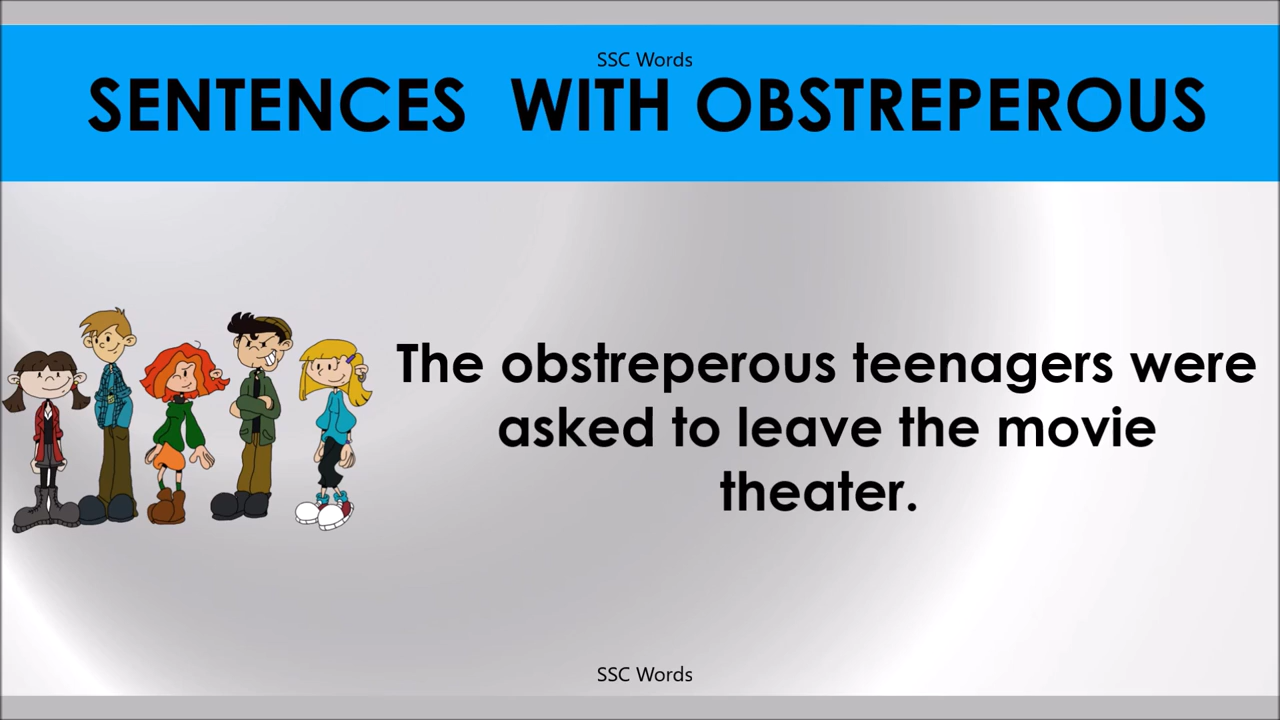 SSC Words
SENTENCES WITH OBSTREPEROUS
The obstreperous teenagers were
asked to leave the movie
theater.
SSC Words